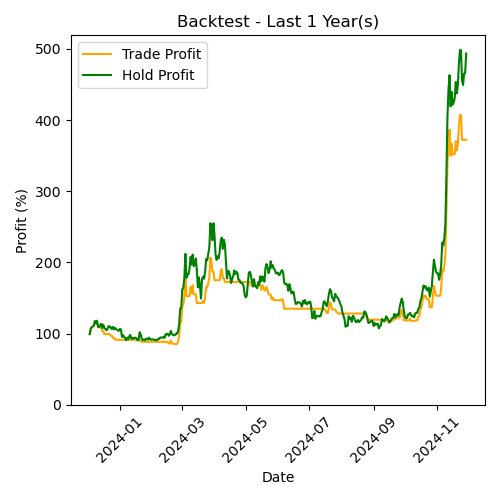 Backtest - Last 1 Year(s)
Trade Profit
Hold Profit
Profit (%)
500
400
300
200
100
0
2024-01
2024-03
2024-05
2024-07
2024-09
2024-11
Date